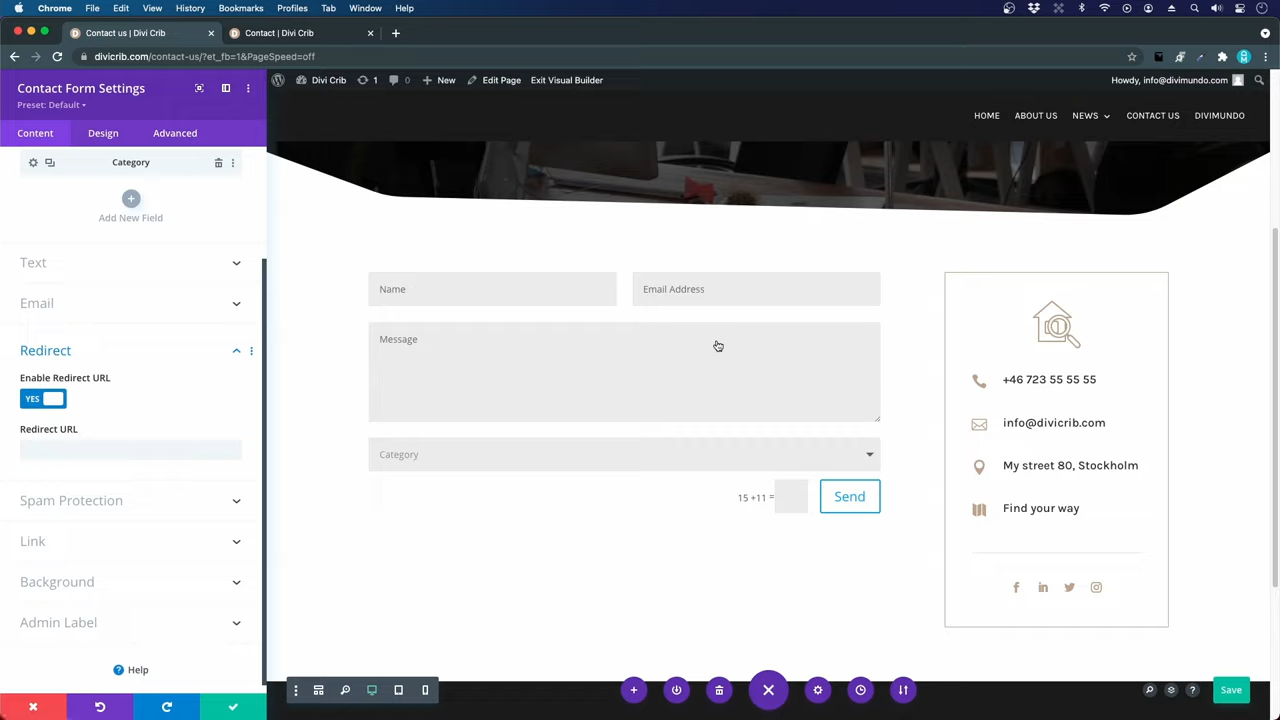 Chrome File Edit View History Bookmarks Profiles Tab Window Help
Contact us | Divi Crib
Contact | Divi Crib
divicrib.com/contact-us/?et_fb=1&PageSpeed=off
Contact Form Settings
Preset: Default
Content Design Advanced
Category
Add New Field
Text
Email
Redirect
Enable Redirect URL
YES
Redirect URL
Spam Protection
Link
Background
Admin Label
Help
Divi Crib 1 0 New Edit Page Exit Visual Builder Howdy, info@divimundo.com
HOME ABOUT US NEWS CONTACT US DIVIMUNDO
Name Email Address
Message
Category
15 +11 = Send
+46 723 55 55 55
info@divicrib.com
My street 80, Stockholm
Find your way
Save